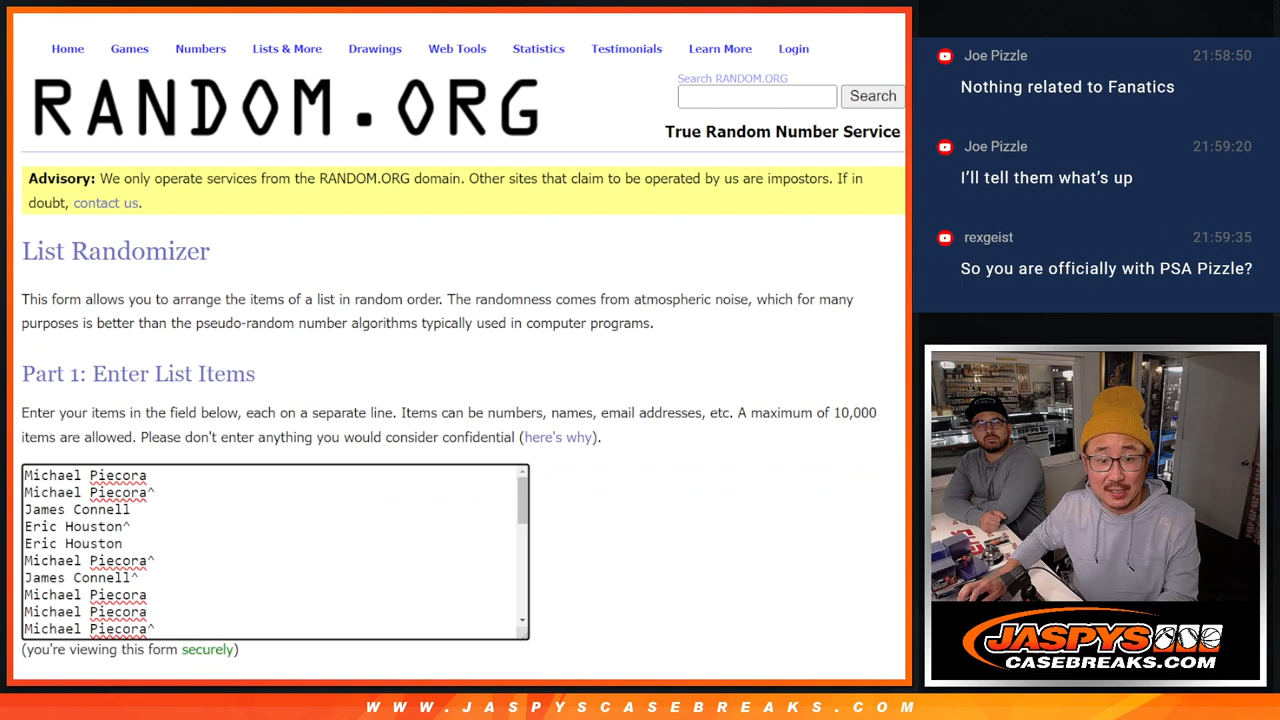 Home Games Numbers Lists & More Drawings Web Tools Statistics Testimonials Learn More Login
RANDOM.ORG
Search RANDOM.ORG
Search
True Random Number Service
Advisory: We only operate services from the RANDOM.ORG domain. Other sites that claim to be operated by us are impostors. If in
doubt, contact us.
List Randomizer
This form allows you to arrange the items of a list in random order. The randomness comes from atmospheric noise, which for many
purposes is better than the pseudo-random number algorithms typically used in computer programs.
Part 1: Enter List Items
Enter your items in the field below, each on a separate line. Items can be numbers, names, email addresses, etc. A maximum of 10,000
items are allowed. Please don't enter anything you would consider confidential (here's why).
Michael Piecora
Michael Piecora^
James Connell
Eric Houston^
Eric Houston
Michael Piecora^
James Connell^
Michael Piecora
Michael Piecora
Michael Piecora^
(you're viewing this form securely)
Joe Pizzle 21:58:50
Nothing related to Fanatics
Joe Pizzle 21:59:20
I’ll tell them what’s up
rexgeist 21:59:35
So you are officially with PSA Pizzle?
JASPYS
CASEBREAKS.COM
WWW.JASPYSCASEBREAKS.COM